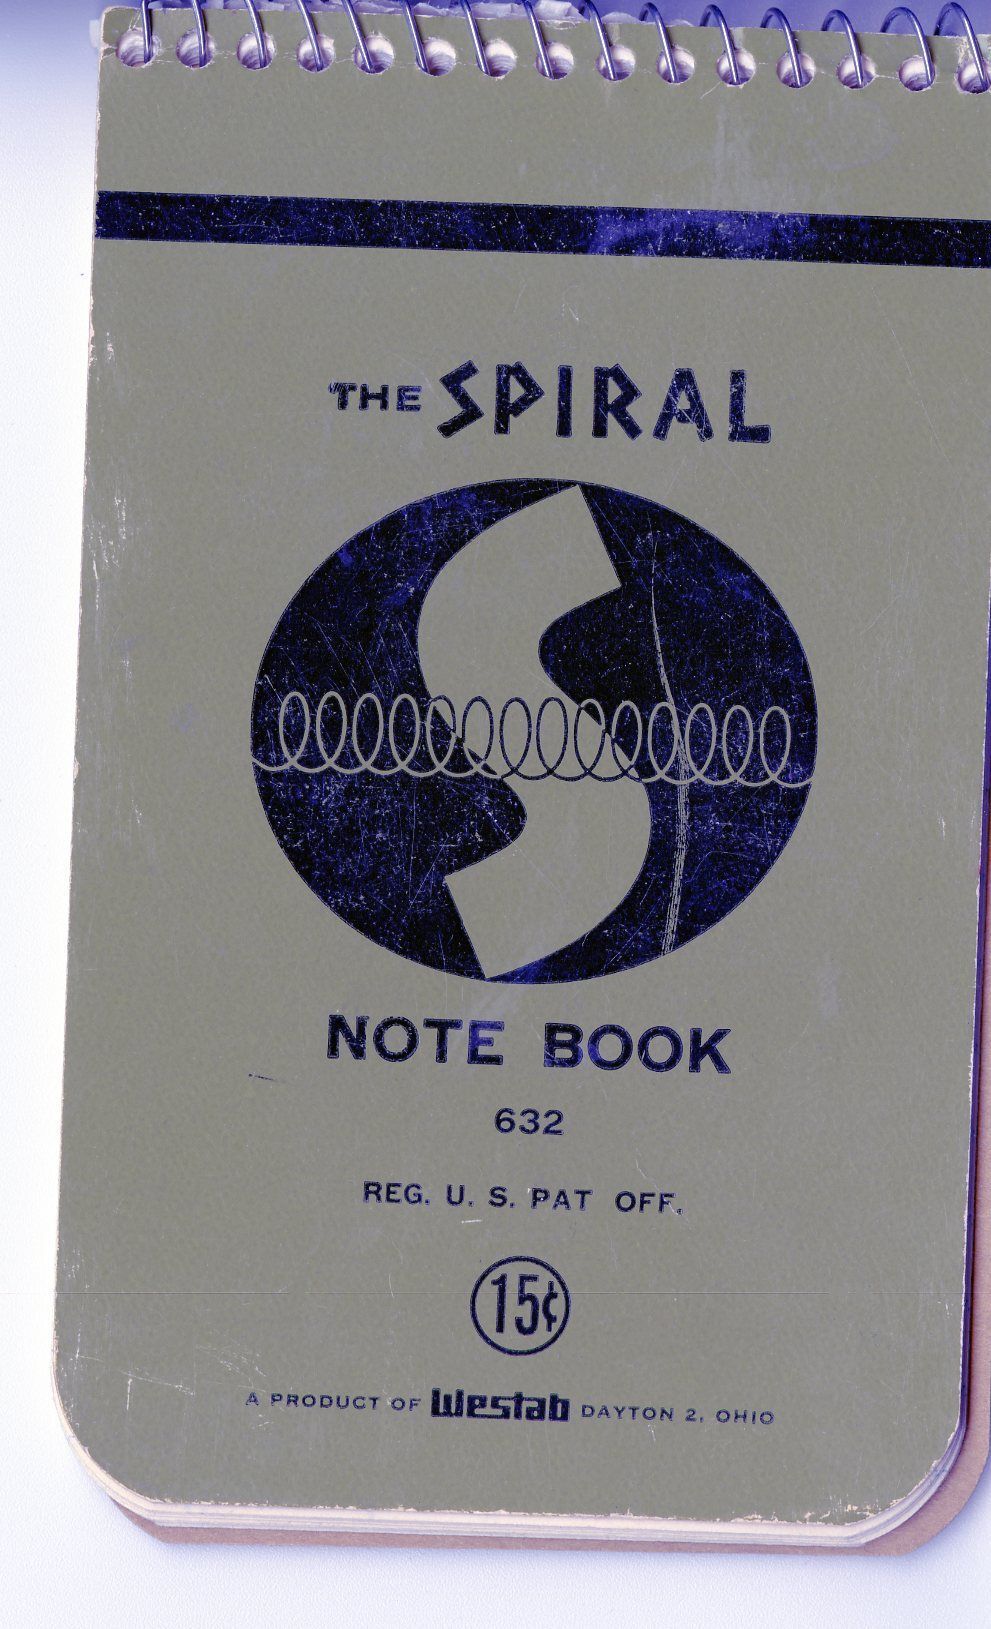 THE SPIRAL
NOTE BOOK
632
REG. U. S. PAT OFF.
15¢
A PRODUCT OF Westab DAYTON 2, OHIO